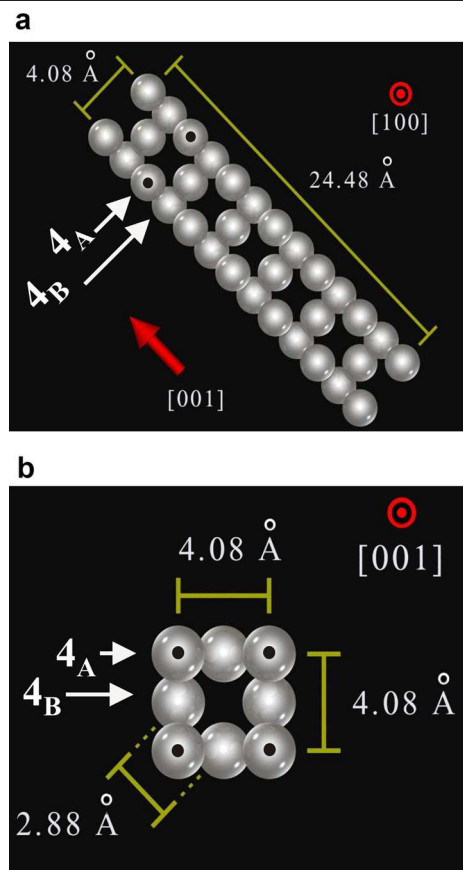 a
4.08 Å
[100]
24.48 Å
4A
4B
[001]
b
[001]
4.08 Å
4A
4B
4.08 Å
2.88 Å